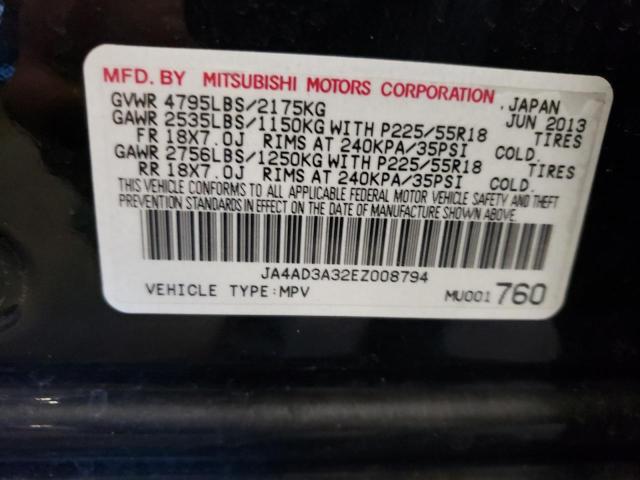 MFD. BY MITSUBISHI MOTORS CORPORATION, JAPAN
GVWR 4795LBS/2175KG JUN 2013
GAWR 2535LBS/1150KG WITH P225/55R18 TIRES
FR 18X7.0J RIMS AT 240KPA/35PSI COLD.
GAWR 2756LBS/1250KG WITH P225/55R18 TIRES
RR 18X7.0J RIMS AT 240KPA/35PSI COLD.
THIS VEHICLE CONFORMS TO ALL APPLICABLE FEDERAL MOTOR VEHICLE SAFETY AND THEFT
PREVENTION STANDARDS IN EFFECT ON THE DATE OF MANUFACTURE SHOWN ABOVE.
JA4AD3A32EZ008794
VEHICLE TYPE:MPV MU001 760